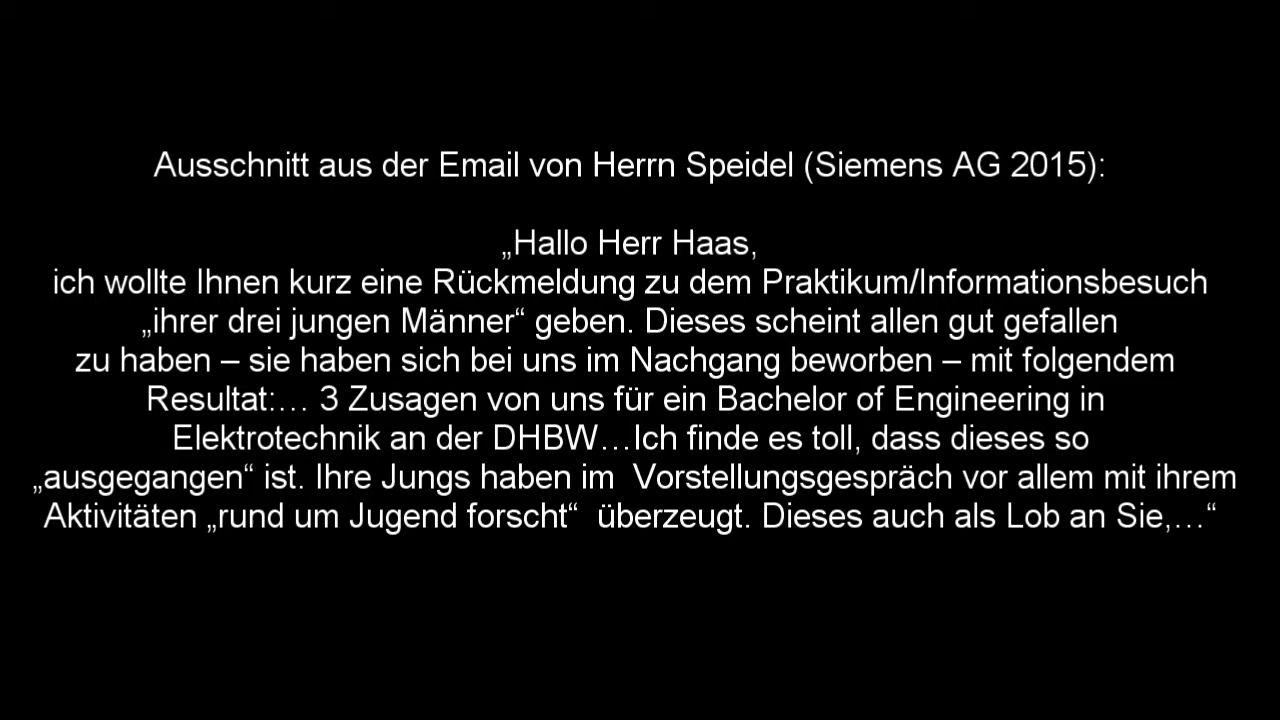 Ausschnitt aus der Email von Herrn Speidel (Siemens AG 2015):
„Hallo Herr Haas,
ich wollte Ihnen kurz eine Rückmeldung zu dem Praktikum/Informationsbesuch
„ihrer drei jungen Männer“ geben. Dieses scheint allen gut gefallen
zu haben – sie haben sich bei uns im Nachgang beworben – mit folgendem
Resultat:… 3 Zusagen von uns für ein Bachelor of Engineering in
Elektrotechnik an der DHBW…Ich finde es toll, dass dieses so
„ausgegangen“ ist. Ihre Jungs haben im  Vorstellungsgespräch vor allem mit ihrem
Aktivitäten „rund um Jugend forscht“  überzeugt. Dieses auch als Lob an Sie,…“